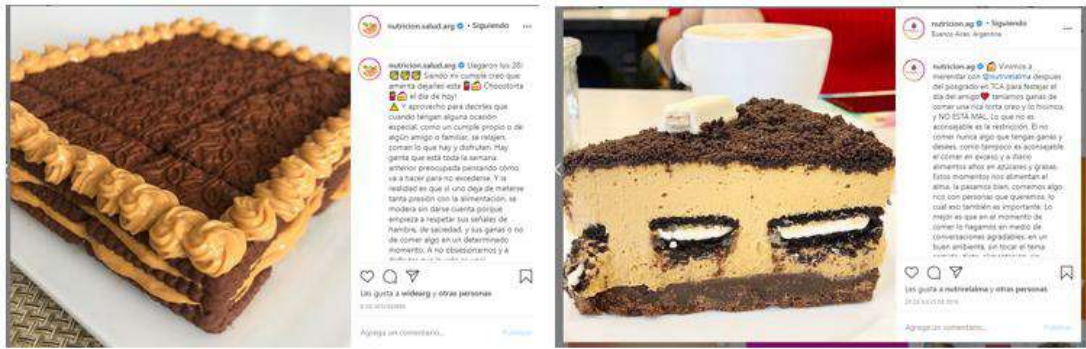 nutricion.salud.arg • Siguiendo
nutricion.salud.arg Llegaron los 28!
Siendo mi cumple creo que
amerita dejarles esta Chocotorta
el día de hoy!
aprovecho para decirles que
cuando tengan alguna ocasión
especial, como un cumple propio o de
algún amigo o familiar, se relajen,
coman lo que hay y disfruten. Hay
gente que está toda la semana
anterior preocupada pensando cómo
va a hacer para no excederse. Y la
realidad es que si uno deja de meterse
tanta presión con la alimentación, se
modera sin darse cuenta porque
empieza a respetar sus señales de
hambre, de saciedad, y sus ganas o no
de comer algo en un determinado
momento. A no obsesionarnos y a
Les gusta a widearg y otras personas
Agrega un comentario...
Publicar
nutricion.ag • Siguiendo
Buenos Aires, Argentina
nutricion.ag Vinimos a
merendar con @nutrivelalma despues
del posgrado en TCA para festejar el
día del amigo teníamos ganas de
comer una rica torta creo y lo hicimos,
y NO ESTÁ MAL. Lo que no es
aconsejable es la restricción. El no
comer nunca algo que tengas ganas y
desees, como tampoco es aconsejable
el comer en exceso y a diario
alimentos altos en azúcares y grasas.
Estos momentos nos alimentan el
alma, la pasamos bien, comemos algo
rico con personas que queremos, lo
cual eso también es importante. Lo
mejor es que en el momento de
comer lo hagamos en medio de
conversaciones agradables, en un
buen ambiente, sin tocar el tema
Les gusta a nutrivelalma y otras personas
Agrega un comentario...
Publicar